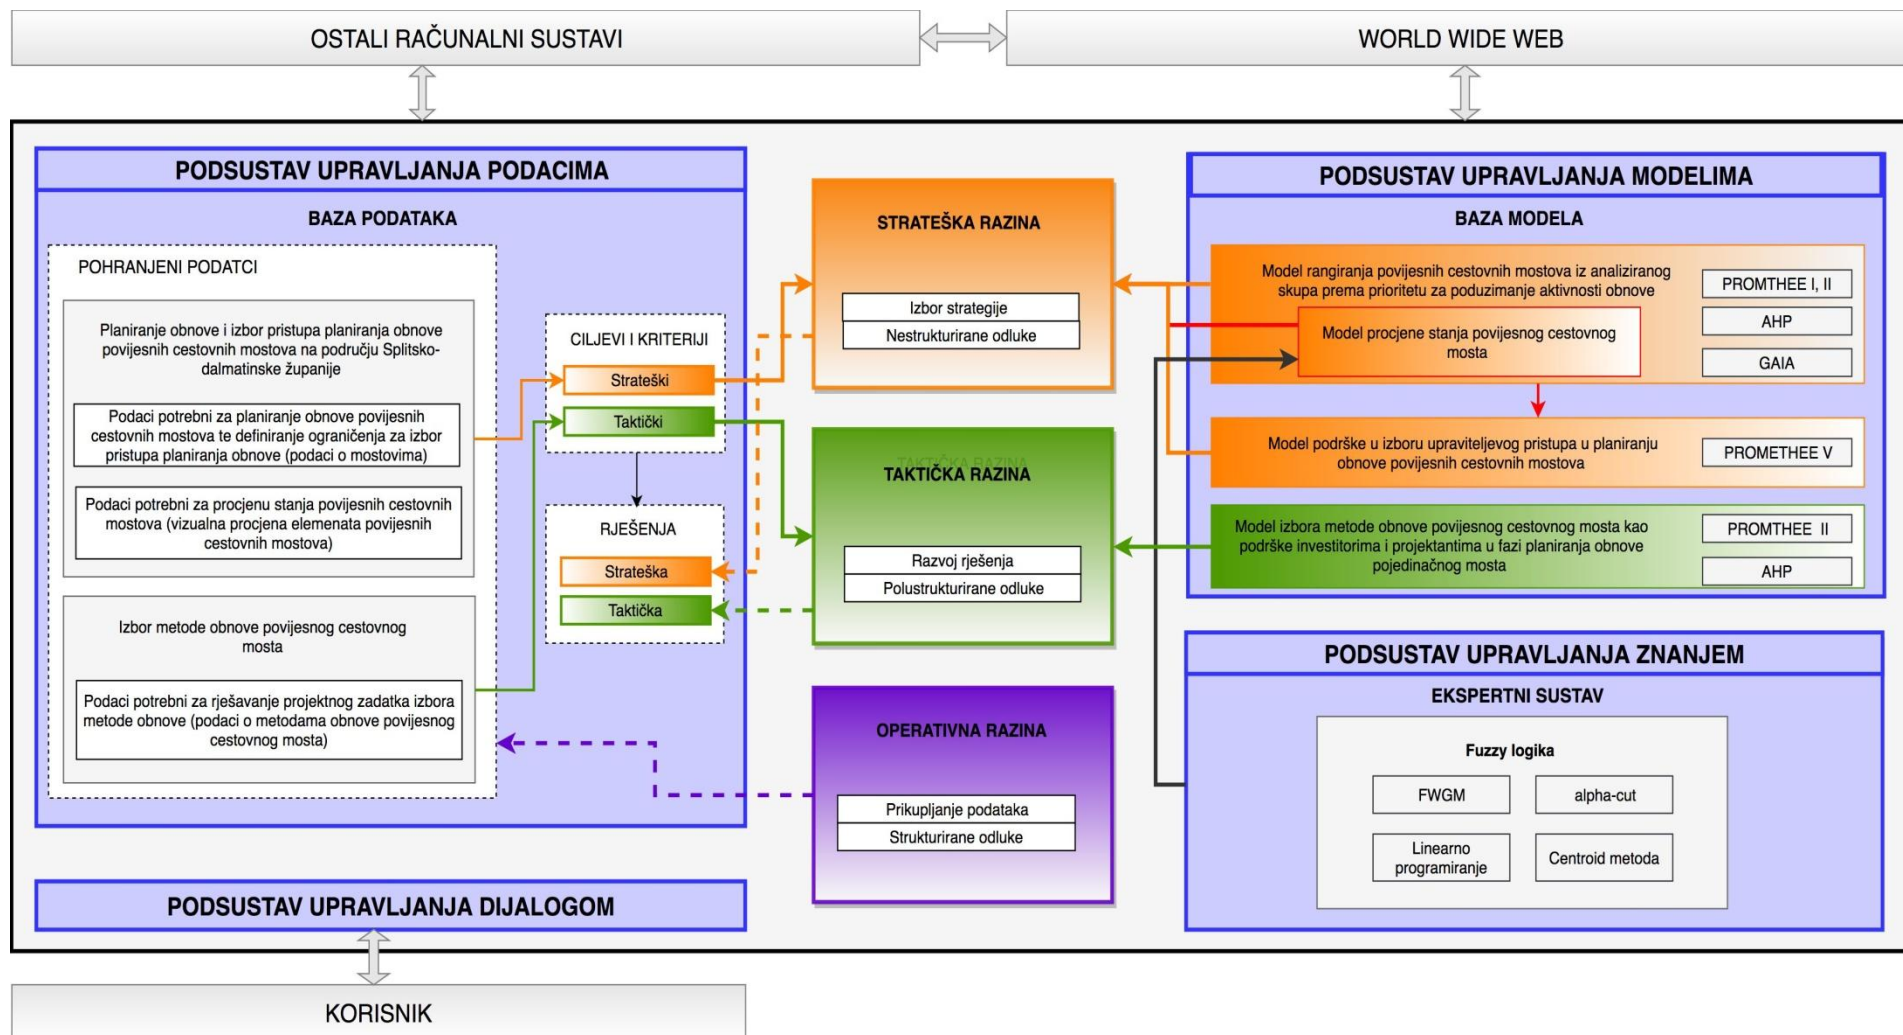 OSTALI RAČUNALNI SUSTAVI
WORLD WIDE WEB
PODSUSTAV UPRAVLJANJA PODACIMA
BAZA PODATAKA
POHRANJENI PODATCI
Planiranje obnove i izbor pristupa planiranja obnove
povijesnih cestovnih mostova na području Splitsko-
dalmatinske županije
Podaci potrebni za planiranje obnove povijesnih
cestovnih mostova te definiranje ograničenja za izbor
pristupa planiranja obnove (podaci o mostovima)
Podaci potrebni za procjenu stanja povijesnih cestovnih
mostova (vizualna procjena elemenata povijesnih
cestovnih mostova)
Izbor metode obnove povijesnog cestovnog
mosta
Podaci potrebni za rješavanje projektnog zadatka izbora
metode obnove (podaci o metodama obnove povijesnog
cestovnog mosta)
CILJEVI I KRITERIJI
Strateški
Taktički
RJEŠENJA
Strateška
Taktička
STRATEŠKA RAZINA
Izbor strategije
Nestrukturirane odluke
TAKTIČKA RAZINA
TAKTIČKA RAZINA
Razvoj rješenja
Polustrukturirane odluke
OPERATIVNA RAZINA
Prikupljanje podataka
Strukturirane odluke
PODSUSTAV UPRAVLJANJA MODELIMA
BAZA MODELA
Model rangiranja povijesnih cestovnih mostova iz analiziranog
skupa prema prioritetu za poduzimanje aktivnosti obnove
PROMTHEE I, II
AHP
GAIA
Model procjene stanja povijesnog cestovnog
mosta
Model podrške u izboru upraviteljevog pristupa u planiranju
obnove povijesnih cestovnih mostova
PROMETHEE V
Model izbora metode obnove povijesnog cestovnog mosta kao
podrške investitorima i projektantima u fazi planiranja obnove
pojedinačnog mosta
PROMTHEE II
AHP
PODSUSTAV UPRAVLJANJA ZNANJEM
EKSPERTNI SUSTAV
Fuzzy logika
FWGM
alpha-cut
Linearno
programiranje
Centroid metoda
PODSUSTAV UPRAVLJANJA DIJALOGOM
KORISNIK